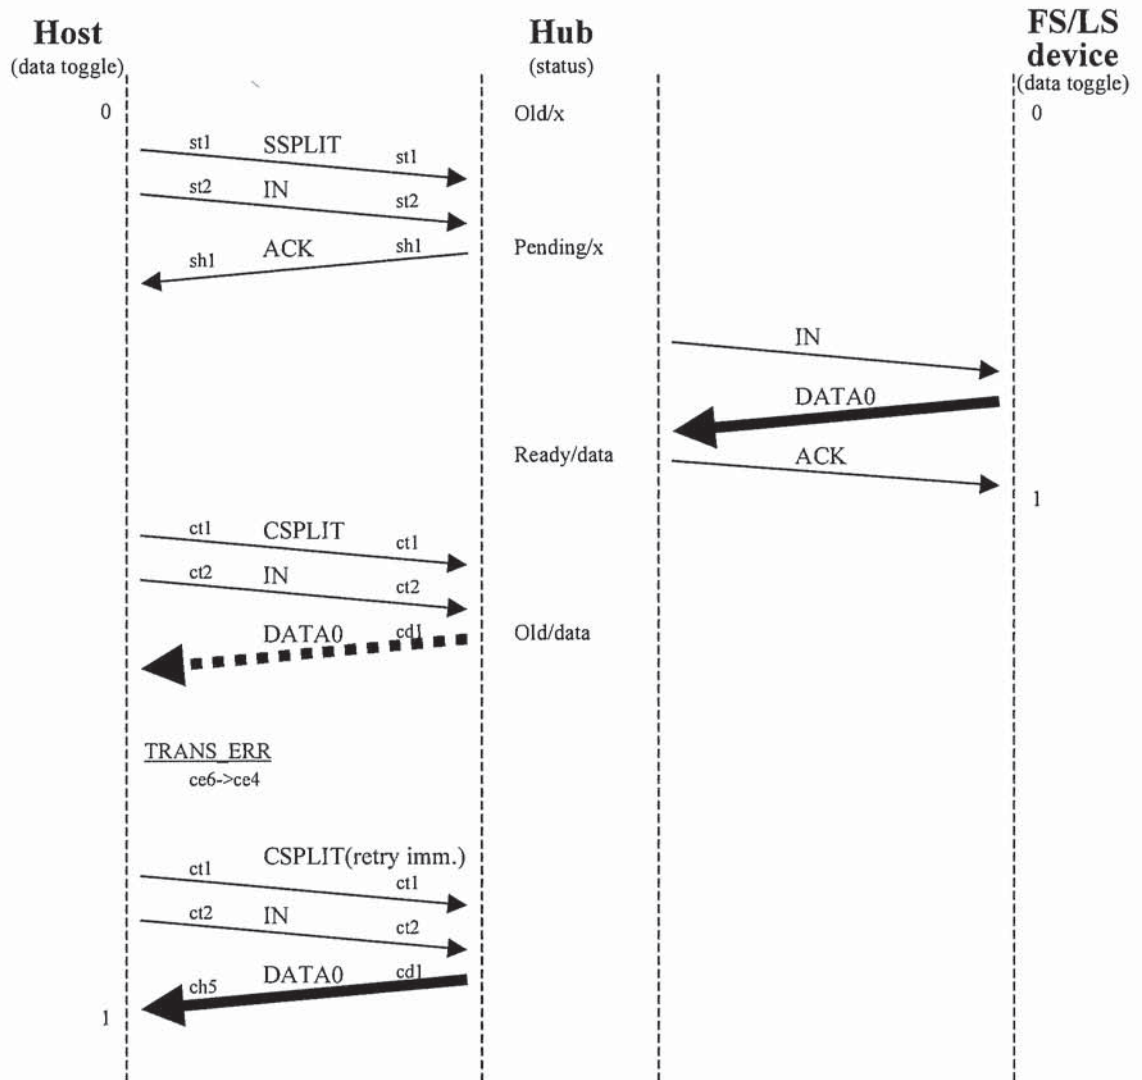 Host
(data toggle)
Hub
(status)
FS/LS
device
(data toggle)
0
Old/x
0
st1 SSPLIT st1
st2 IN st2
ACK sh1
sh1
Pending/x
IN
DATA0
Ready/data
ACK
1
ct1 CSPLIT ct1
ct2 IN ct2
DATA0 cd1
Old/data
TRANS_ERR
ce6->ce4
CSPLIT(retry imm.)
ct1 ct1
ct2 IN ct2
DATA0 cd1
ch5
1